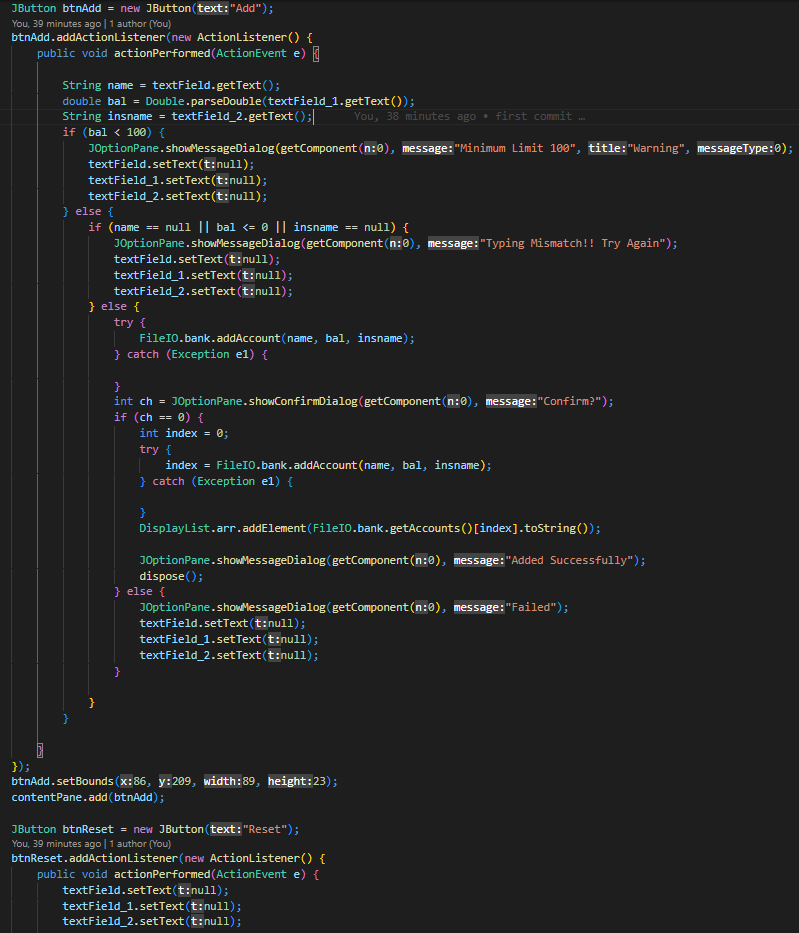 JButton btnAdd = new JButton(text:"Add");
You, 39 minutes ago | 1 author (You)
btnAdd.addActionListener(new ActionListener() {
public void actionPerformed(ActionEvent e) {
String name = textField.getText();
double bal = Double.parseDouble(textField_1.getText());
String insname = textField_2.getText(); You, 38 minutes ago • first commit …
if (bal < 100) {
JOptionPane.showMessageDialog(getComponent(n:0), message:"Minimum Limit 100", title:"Warning", messageType:0);
textField.setText(t:null);
textField_1.setText(t:null);
textField_2.setText(t:null);
} else {
if (name == null || bal <= 0 || insname == null) {
JOptionPane.showMessageDialog(getComponent(n:0), message:"Typing Mismatch!! Try Again");
textField.setText(t:null);
textField_1.setText(t:null);
textField_2.setText(t:null);
} else {
try {
FileIO.bank.addAccount(name, bal, insname);
} catch (Exception e1) {
}
int ch = JOptionPane.showConfirmDialog(getComponent(n:0), message:"Confirm?");
if (ch == 0) {
int index = 0;
try {
index = FileIO.bank.addAccount(name, bal, insname);
} catch (Exception e1) {
}
DisplayList.arr.addElement(FileIO.bank.getAccounts()[index].toString());
JOptionPane.showMessageDialog(getComponent(n:0), message:"Added Successfully");
dispose();
} else {
JOptionPane.showMessageDialog(getComponent(n:0), message:"Failed");
textField.setText(t:null);
textField_1.setText(t:null);
textField_2.setText(t:null);
}
}
}
}
});
btnAdd.setBounds(x:86, y:209, width:89, height:23);
contentPane.add(btnAdd);
JButton btnReset = new JButton(text:"Reset");
You, 39 minutes ago | 1 author (You)
btnReset.addActionListener(new ActionListener() {
public void actionPerformed(ActionEvent e) {
textField.setText(t:null);
textField_1.setText(t:null);
textField_2.setText(t:null);